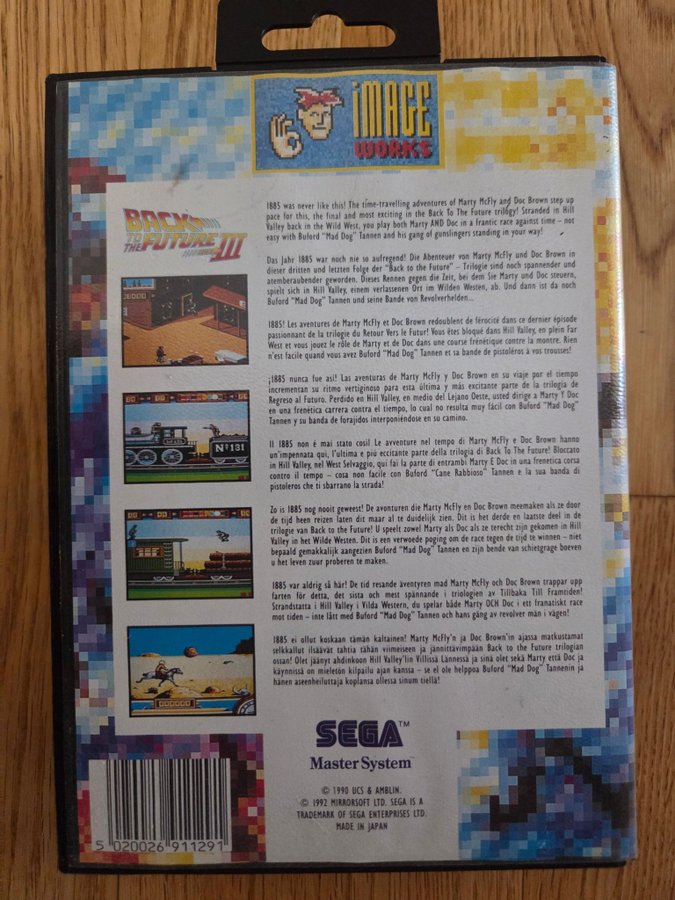 iMAGE
WORKS
BACK
TO THE FUTURE
PART III
1885 was never like this! The time-travelling adventures of Marty McFly and Doc Brown step up
pace for this, the final and most exciting in the Back To The Future trilogy! Stranded in Hill
Valley back in the Wild West, you play both Marty AND Doc in a frantic race against time – not
easy with Buford "Mad Dog" Tannen and his gang of gunslingers standing in your way!
Das Jahr 1885 war noch nie so aufregend! Die Abenteuer von Marty McFly und Doc Brown in
dieser dritten und letzten Folge der "Back to the Future" – Trilogie sind noch spannender und
atemberaubender geworden. Dieses Rennen gegen die Zeit, bei dem Sie Marty und Doc steuern,
spielt sich in Hill Valley, einem verlassenen Ort im Wilden Westen, ab. Und dann ist da noch
Buford "Mad Dog" Tannen und seine Bande von Revolverhelden...
1885! Les aventures de Marty McFly et Doc Brown redoublent de férocité dans ce dernier épisode
passionnant de la trilogie du Retour Vers le Futur! Vous êtes bloqué dans Hill Valley, en plein Far
West et vous jouez le rôle de Marty et de Doc dans une course frénétique contre la montre. Rien
n'est facile quand vous avez Buford "Mad Dog" Tannen et sa bande de pistoléros à vos trousses!
¡1885 nunca fue asi! Las aventuras de Marty McFly y Doc Brown en su viaje por el tiempo
incrementan su ritmo vertiginoso para esta última y más excitante parte de la trilogía de
Regreso al Futuro. Perdido en Hill Valley, en medio del Lejano Oeste, usted dirige a Marty Y Doc
en una frenética carrera contra el tiempo, lo cual no resulta muy fácil con Buford "Mad Dog"
Tannen y su banda de forajidos interponiéndose en su camino.
Il 1885 non é mai stato cosi! Le avventure nel tempo di Marty McFly e Doc Brown hanno
un'impennata qui, l'ultima e più eccitante parte della trilogia di Back To The Future! Bloccato
in Hill Valley, nel West Selvaggio, qui fai la parte di entrambi Marty E Doc in una frenetica corsa
contro il tempo – cosa non facile con Buford "Cane Rabbioso" Tannen e la sua banda di
pistoleros che ti sbarrano la strada!
Zo is 1885 nog nooit geweest! De avonturen die Marty McFly en Doc Brown meemaken als ze door
de tijd heen reizen laten dit maar al te duidelijk zien. Dit is het derde en laatste deel in de
trilogie van Back to the Future! U speelt zowel Marty als Doc als ze terecht zijn gekomen in Hill
Valley in het Wilde Westen. Dit is een verwoede poging om de race tegen de tijd te winnen – niet
bepaald gemakkalijk aangezien Buford "Mad Dog" Tannen en zijn bende van schietgrage boeven
u het leven zuur proberen te maken.
1885 var aldrig så här! De tid resande äventyren med Marty McFly och Doc Brown trappar upp
farten för detta, det sista och mest spännande i triologien av Tillbaka Till Framtiden!
Strandstatta i Hill Valley i Vilda Western, du spelar både Marty OCH Doc i ett franatiskt race
mot tiden – inte lätt med Buford "Mad Dog" Tannen och hans gäng av revolver män i vägen!
1885 ei ollut koskaan tämän kaltainen! Marty McFly'n ja Doc Brown'in ajassa matkustamat
selkkallut lisäävät tahtia tähän viimeiseen ja jännittävimpään Back To the Future trilogian
ossan! Olet jäänyt ahdinkoon Hill Valley'lin Villissä Lännessä ja sinä olet sekä Marty että Doc ja
käynnissä on mieletön kilpailu ajan kanssa – se ei ole helppoa Buford "Mad Dog" Tannenin ja
hänen aseenheiluttaja koplansa ollessa sinum tiellä!
Nº131
SEGA™
Master System
© 1990 UCS & AMBLIN.
© 1992 MIRRORSOFT LTD. SEGA IS A
TRADEMARK OF SEGA ENTERPRISES LTD.
MADE IN JAPAN
5 020026 911291